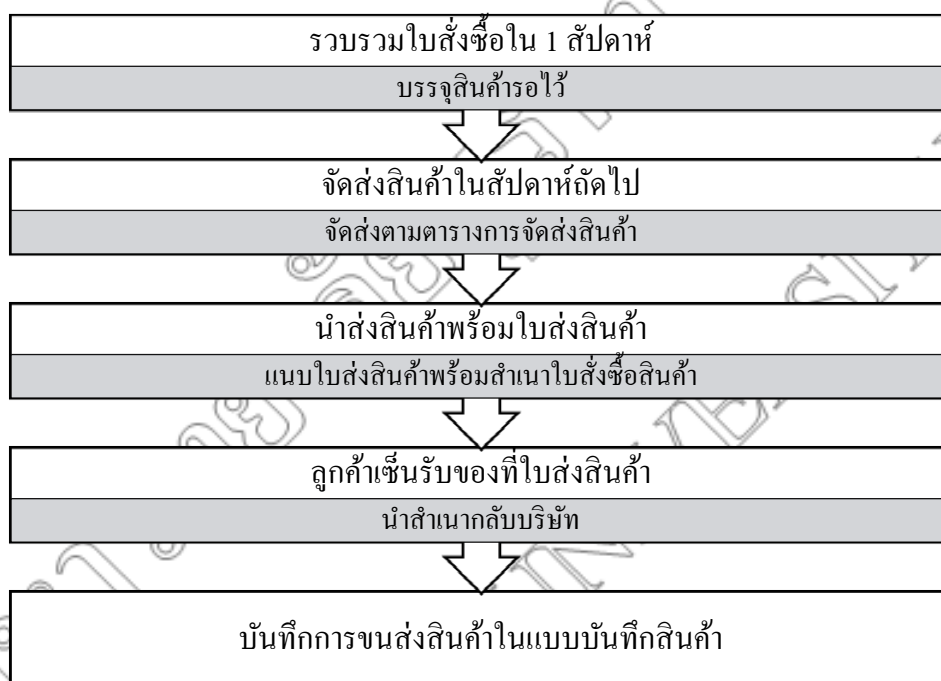 รวบรวมใบสั่งซื้อใน 1 สัปดาห์
บรรจุสินค้ารอไว้
จัดส่งสินค้าในสัปดาห์ถัดไป
จัดส่งตามตารางการจัดส่งสินค้า
นำส่งสินค้าพร้อมใบส่งสินค้า
แนบใบส่งสินค้าพร้อมสำเนาใบสั่งซื้อสินค้า
ลูกค้าเซ็นรับของที่ใบส่งสินค้า
นำสำเนากลับบริษัท
บันทึกการขนส่งสินค้าในแบบบันทึกสินค้า